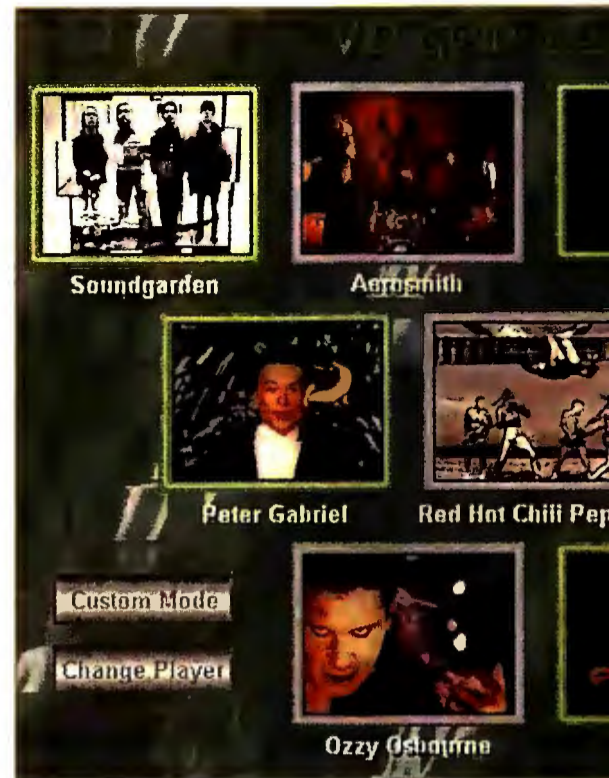 Soundgarden
Aerosmith
Peter Gabriel
Red Hot Chili Pep
Custom Mode
Change Player
Ozzy Osbourne